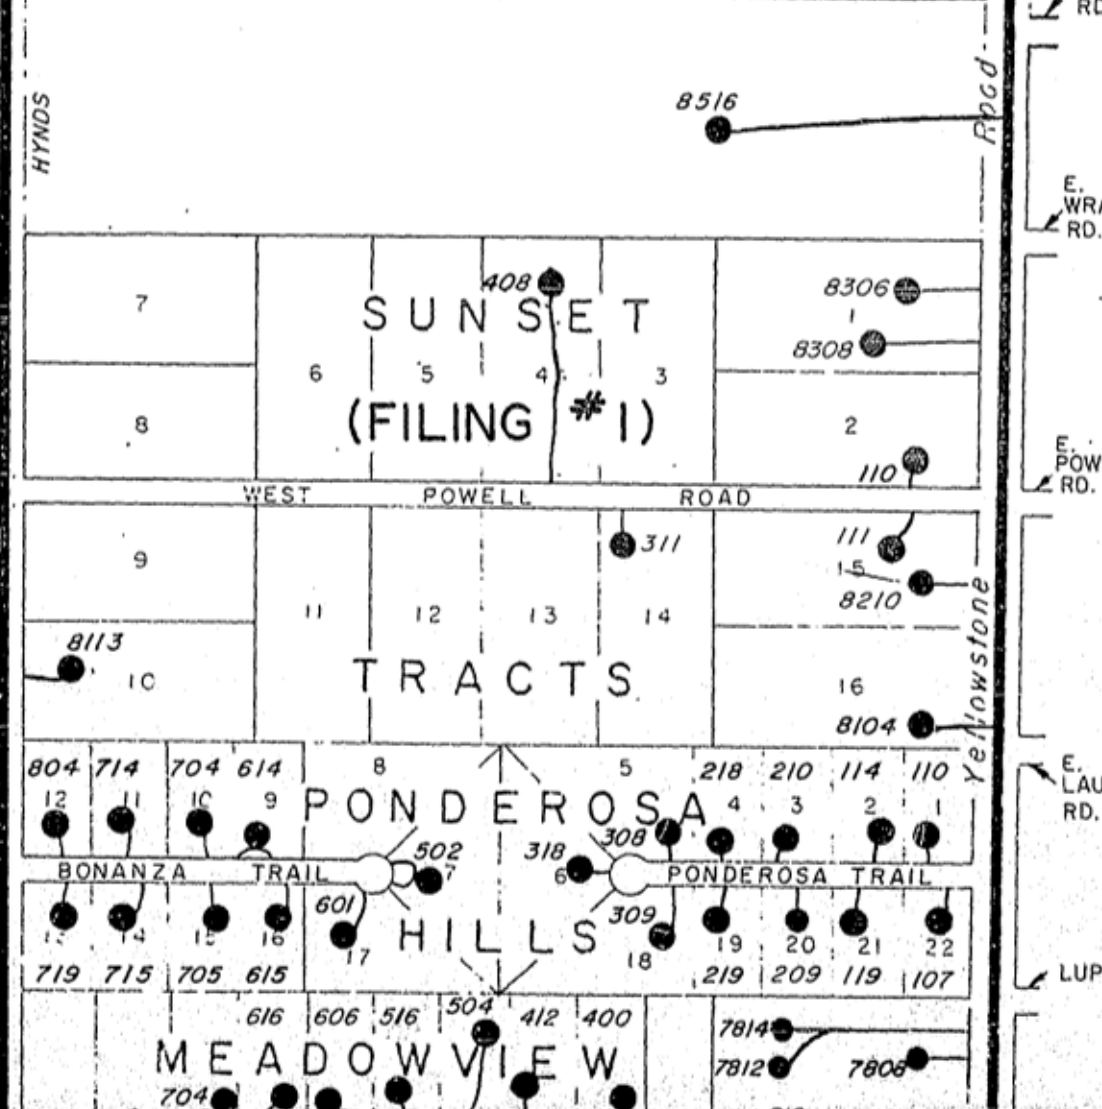 RD
8516
Road
HYNDS
E.
RD.
7
408
8306
SUNSET
1
8308
6 5 4 3
8
(FILING #1)
2
110
E.
RD.
WEST POWELL ROAD
311
111
9
15
8210
11 12 13 14
8113
10
TRACTS
16
8104
Yellowstone
804 714 704 614
8 5
218 210 114 110
E.
RD.
12 11 10 9
PONDEROSA
4 3 2 1
502
318
308
7
6
BONANZA TRAIL
PONDEROSA TRAIL
601
309
HILLS
14 15 16
17
18
19 20 21 22
719 715 705 615
219 209 119 107
616 606 516 504 412 400
7814
MEADOWVIEW
7812
7808
704